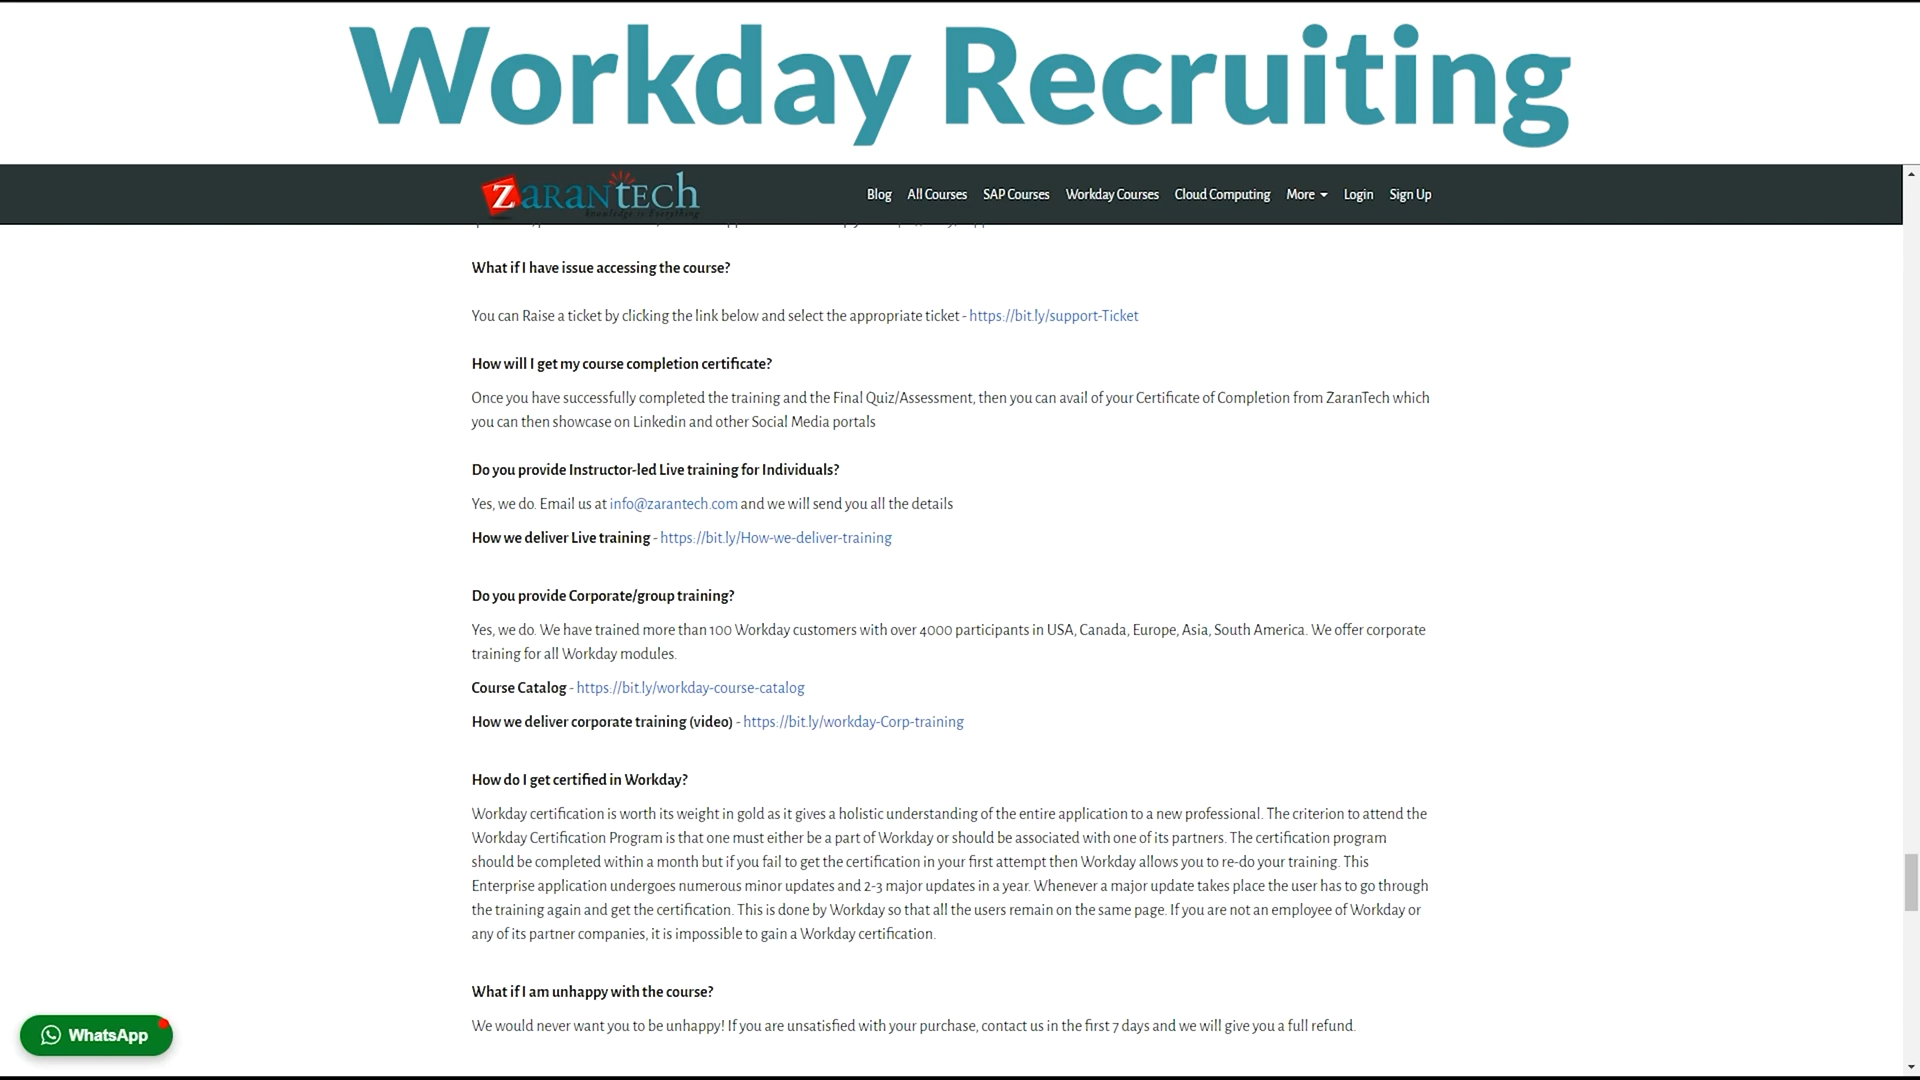 Workday Recruiting
ZARANTECH
knowledge is Everything
Blog All Courses SAP Courses Workday Courses Cloud Computing More Login Sign Up
What if I have issue accessing the course?
You can Raise a ticket by clicking the link below and select the appropriate ticket - https://bit.ly/support-Ticket
How will I get my course completion certificate?
Once you have successfully completed the training and the Final Quiz/Assessment, then you can avail of your Certificate of Completion from ZaranTech which
you can then showcase on Linkedin and other Social Media portals
Do you provide Instructor-led Live training for Individuals?
Yes, we do. Email us at info@zarantech.com and we will send you all the details
How we deliver Live training - https://bit.ly/How-we-deliver-training
Do you provide Corporate/group training?
Yes, we do. We have trained more than 100 Workday customers with over 4000 participants in USA, Canada, Europe, Asia, South America. We offer corporate
training for all Workday modules.
Course Catalog - https://bit.ly/workday-course-catalog
How we deliver corporate training (video) - https://bit.ly/workday-Corp-training
How do I get certified in Workday?
Workday certification is worth its weight in gold as it gives a holistic understanding of the entire application to a new professional. The criterion to attend the
Workday Certification Program is that one must either be a part of Workday or should be associated with one of its partners. The certification program
should be completed within a month but if you fail to get the certification in your first attempt then Workday allows you to re-do your training. This
Enterprise application undergoes numerous minor updates and 2-3 major updates in a year. Whenever a major update takes place the user has to go through
the training again and get the certification. This is done by Workday so that all the users remain on the same page. If you are not an employee of Workday or
any of its partner companies, it is impossible to gain a Workday certification.
What if I am unhappy with the course?
We would never want you to be unhappy! If you are unsatisfied with your purchase, contact us in the first 7 days and we will give you a full refund.
WhatsApp